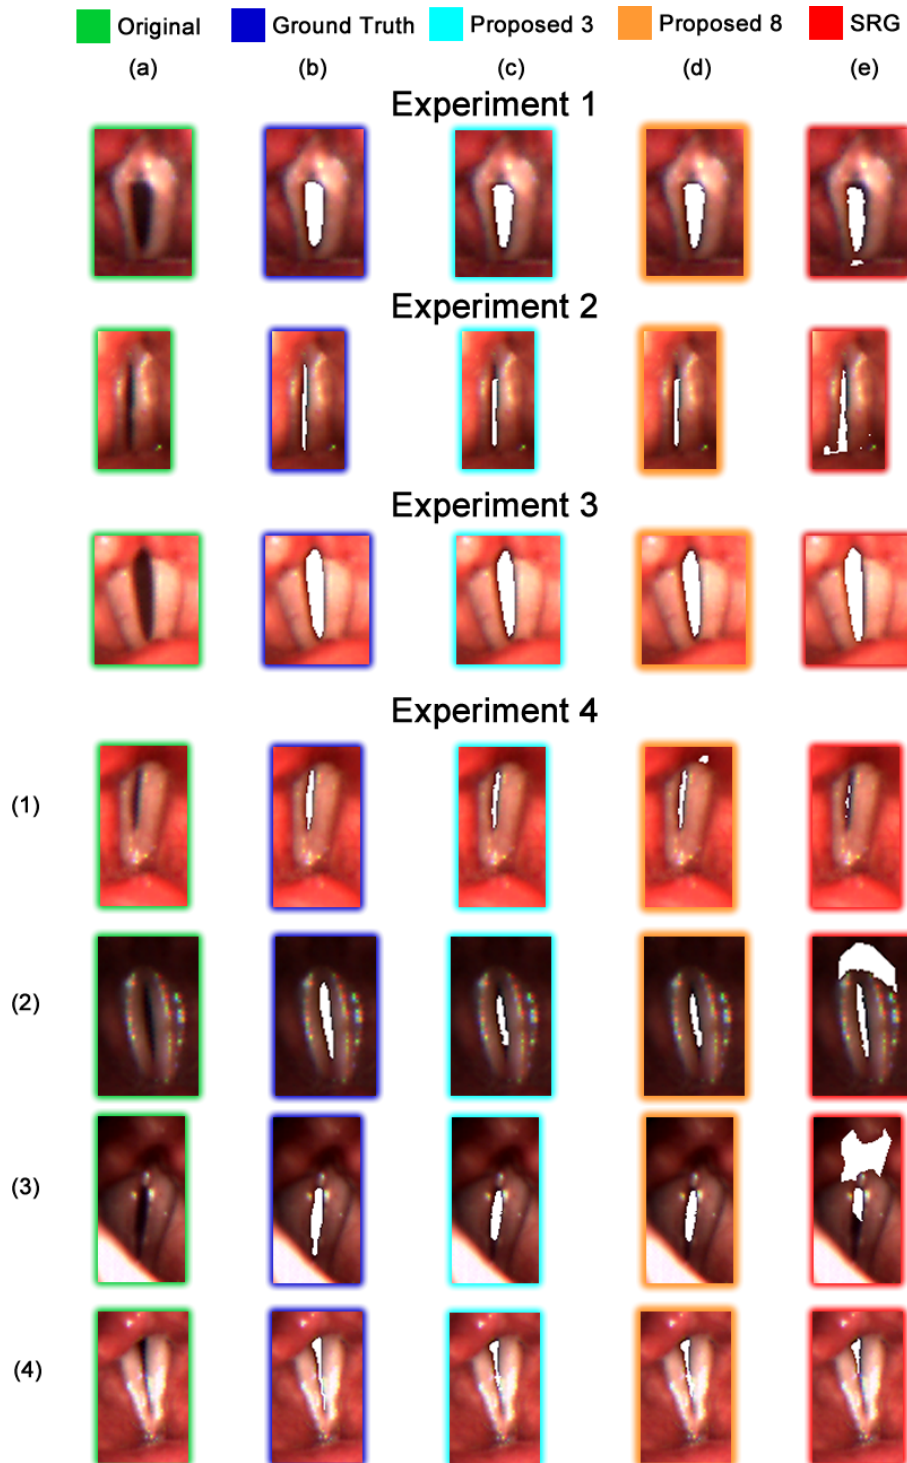 Original Ground Truth Proposed 3 Proposed 8 SRG
(a) (b) (c) (d) (e)
Experiment 1
Experiment 2
Experiment 3
Experiment 4
(1)
(2)
(3)
(4)